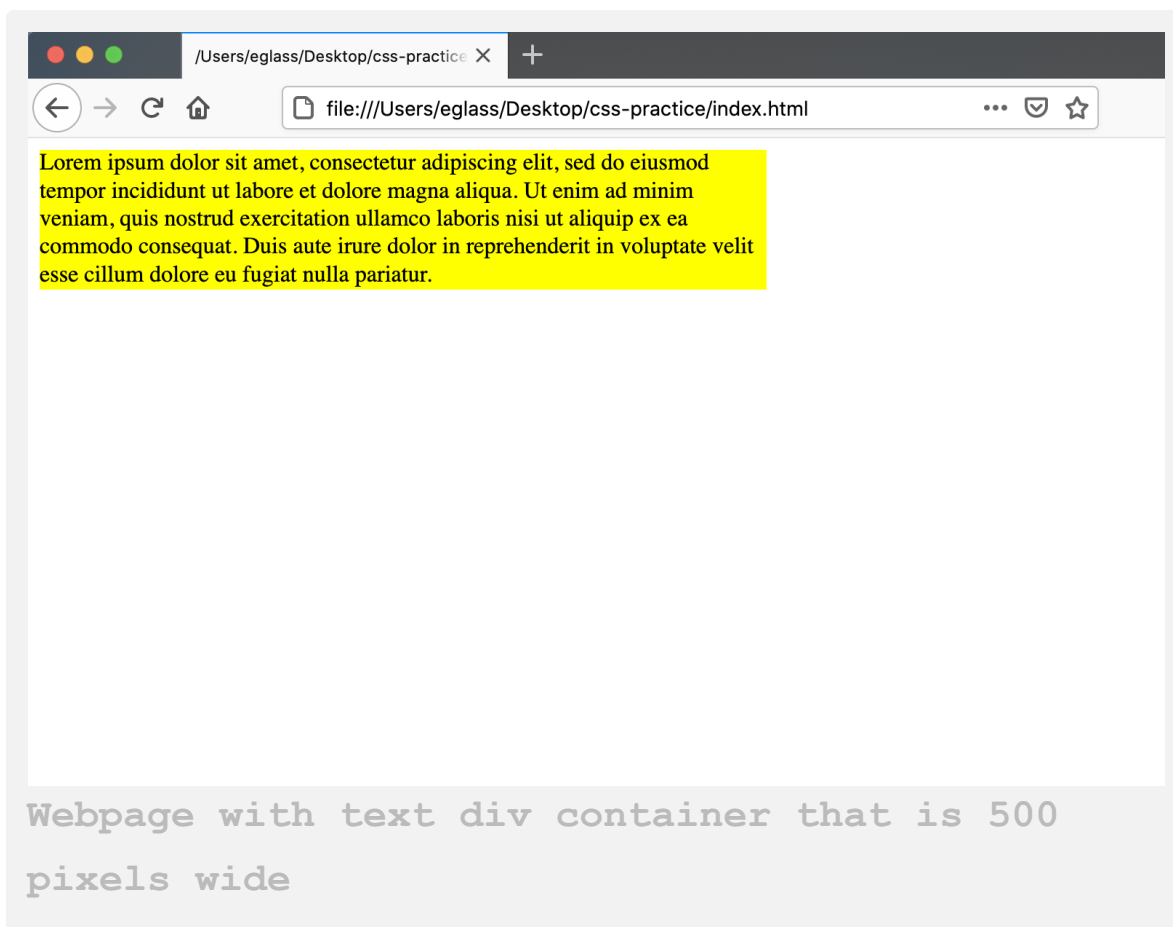 /Users/eglass/Desktop/css-practice
file:///Users/eglass/Desktop/css-practice/index.html
Lorem ipsum dolor sit amet, consectetur adipiscing elit, sed do eiusmod
tempor incididunt ut labore et dolore magna aliqua. Ut enim ad minim
veniam, quis nostrud exercitation ullamco laboris nisi ut aliquip ex ea
commodo consequat. Duis aute irure dolor in reprehenderit in voluptate velit
esse cillum dolore eu fugiat nulla pariatur.
Webpage with text div container that is 500
pixels wide